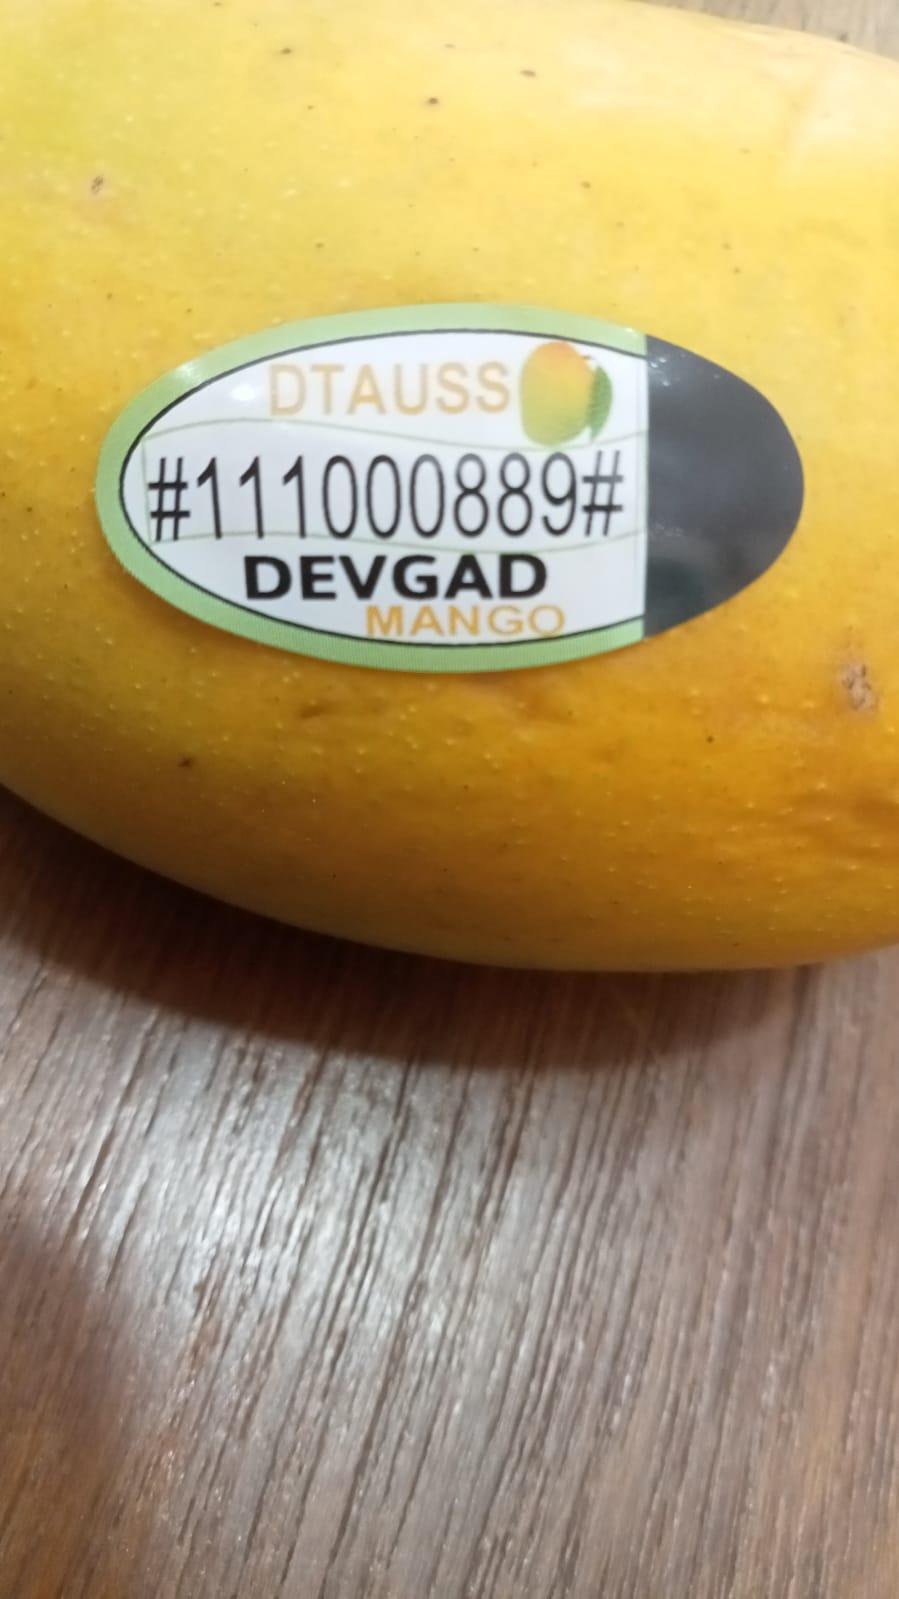 DTAUSS
#111000889#
DEVGAD
MANGO